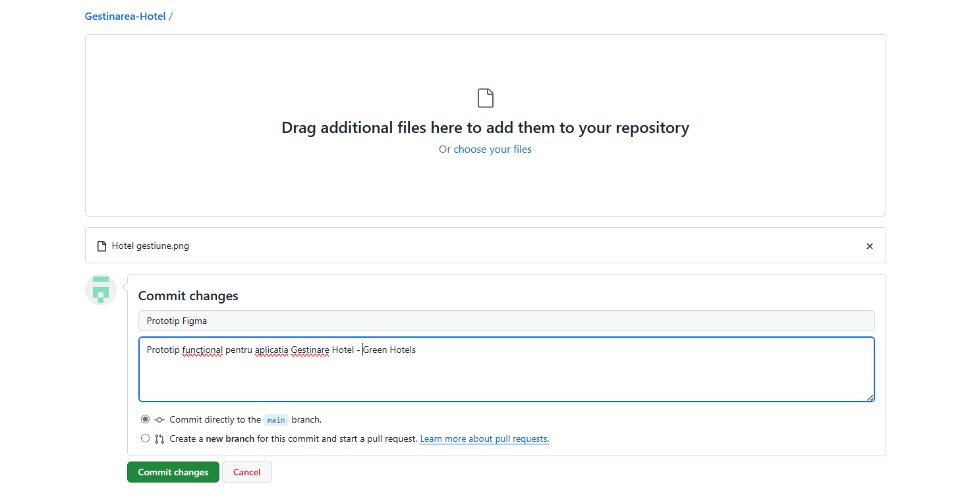 Gestinarea-Hotel /
Drag additional files here to add them to your repository
Or choose your files
Hotel gestiune.png
Commit changes
Prototip Figma
Prototip funcțional pentru aplicatia Gestinare Hotel - Green Hotels
Commit directly to the main branch.
Create a new branch for this commit and start a pull request. Learn more about pull requests.
Commit changes Cancel